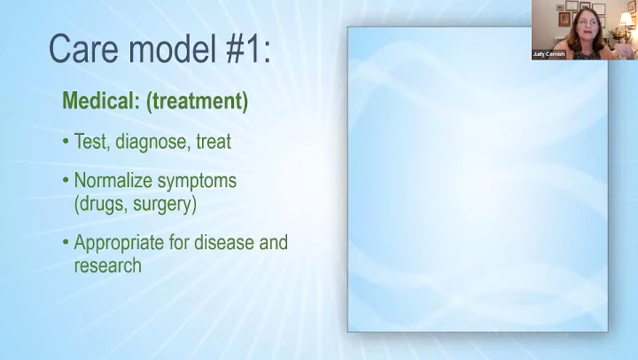 Care model #1:
Medical: (treatment)
• Test, diagnose, treat
• Normalize symptoms
(drugs, surgery)
• Appropriate for disease and
research
Judy Cornish